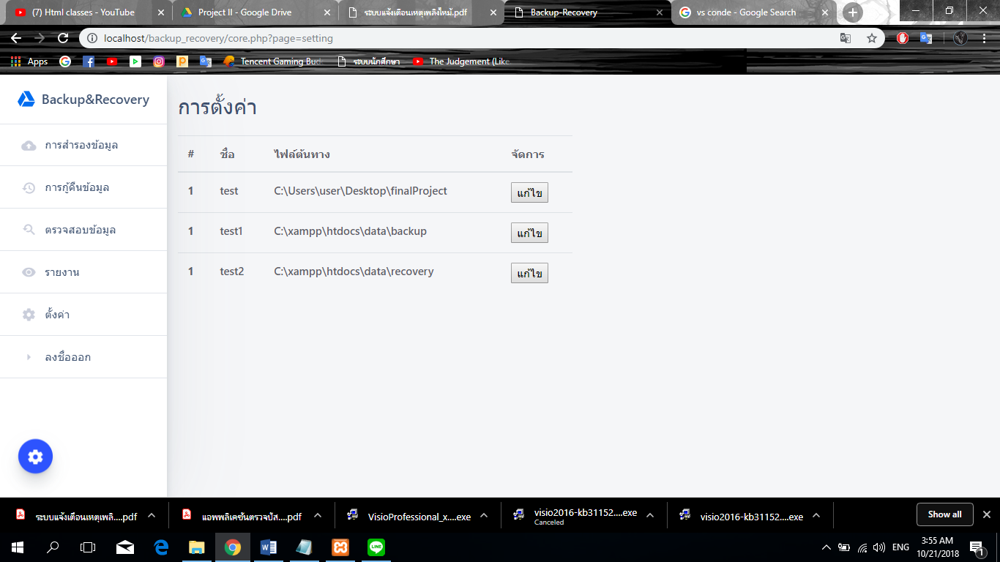 (7) Html classes - YouTube
Project II - Google Drive
ระบบแจ้งเตือนเหตุเพลิงไหม้.pdf
Backup-Recovery
vs conde - Google Search
localhost/backup_recovery/core.php?page=setting
Apps
Tencent Gaming Bud
ระบบนักศึกษา
The Judgement (Like
Backup&Recovery
การสำรองข้อมูล
การกู้คืนข้อมูล
ตรวจสอบข้อมูล
รายงาน
ตั้งค่า
ลงชื่อออก
การตั้งค่า
# ชื่อ ไฟล์ต้นทาง จัดการ
1 test C:\Users\user\Desktop\finalProject แก้ไข
1 test1 C:\xampp\htdocs\data\backup แก้ไข
1 test2 C:\xampp\htdocs\data\recovery แก้ไข
ระบบแจ้งเตือนเหตุเพลิ....pdf
แอพพลิเคชันตรวจบัส....pdf
VisioProfessional_x....exe
visio2016-kb31152....exe
Canceled
visio2016-kb31152....exe
Show all
ENG
3:55 AM
10/21/2018
1